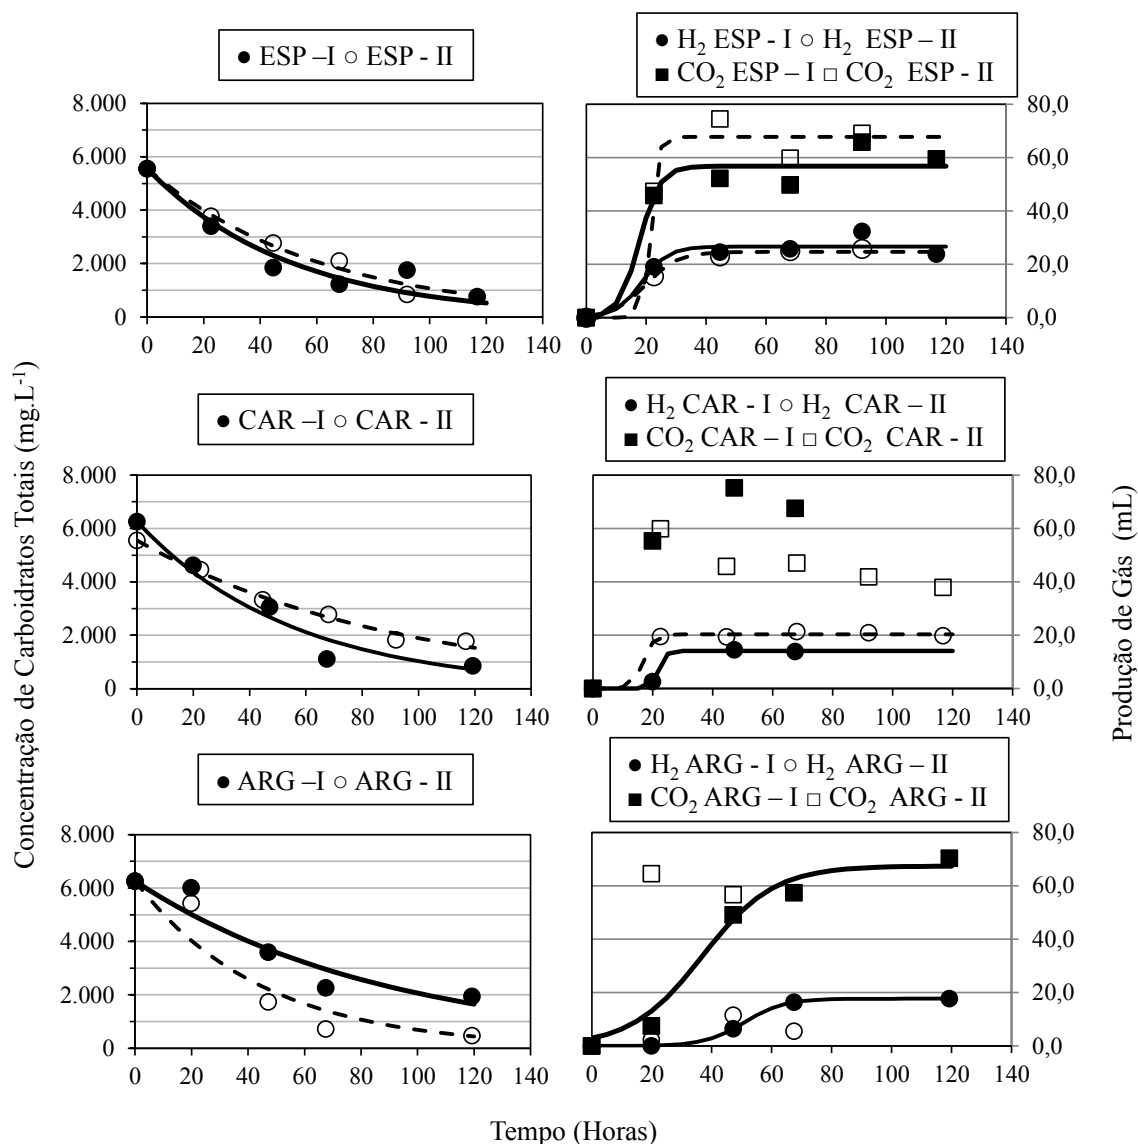 ● ESP –I ○ ESP - II
● H₂ ESP - I ○ H₂ ESP – II
■ CO₂ ESP – I □ CO₂ ESP - II
8.000
6.000
4.000
2.000
0
0 20 40 60 80 100 120 140
80,0
60,0
40,0
20,0
0,0
0 20 40 60 80 100 120 140
● CAR –I ○ CAR - II
● H₂ CAR - I ○ H₂ CAR – II
■ CO₂ CAR – I □ CO₂ CAR - II
8.000
6.000
4.000
2.000
0
0 20 40 60 80 100 120 140
80,0
60,0
40,0
20,0
0,0
0 20 40 60 80 100 120 140
● ARG –I ○ ARG - II
● H₂ ARG - I ○ H₂ ARG – II
■ CO₂ ARG – I □ CO₂ ARG - II
8.000
6.000
4.000
2.000
0
0 20 40 60 80 100 120 140
80,0
60,0
40,0
20,0
0,0
0 20 40 60 80 100 120 140
Concentração de Carboidratos Totais (mg.L⁻¹)
Produção de Gás (mL)
Tempo (Horas)